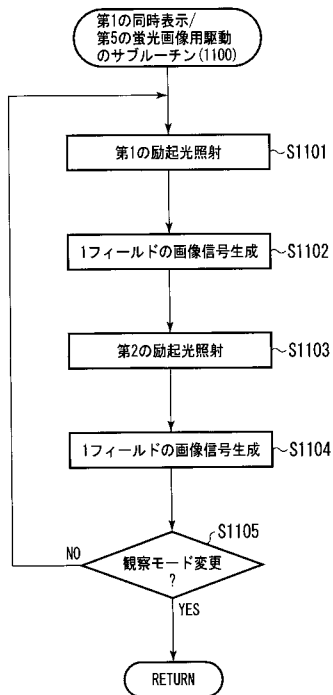 第1の同時表示/
第5の蛍光画像用駆動
のサブルーチン(1100)
第1の励起光照射
S1101
1フィールドの画像信号生成
S1102
第2の励起光照射
S1103
1フィールドの画像信号生成
S1104
S1105
観察モード変更
?
NO
YES
RETURN